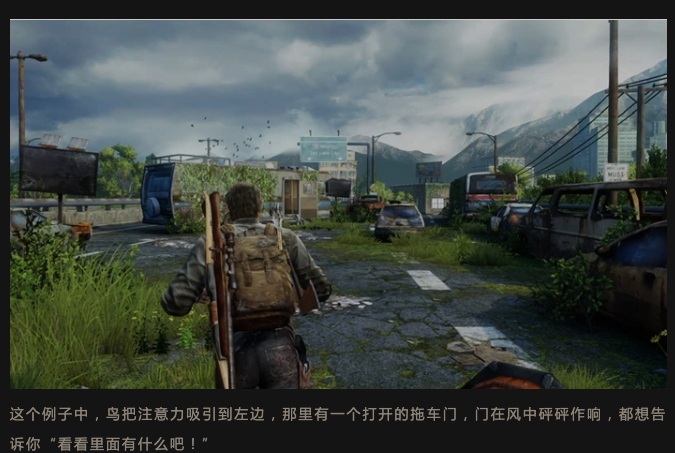 这个例子中，鸟把注意力吸引到左边，那里有一个打开的拖车门，门在风中砰砰作响，都想告
诉你“看看里面有什么吧！”